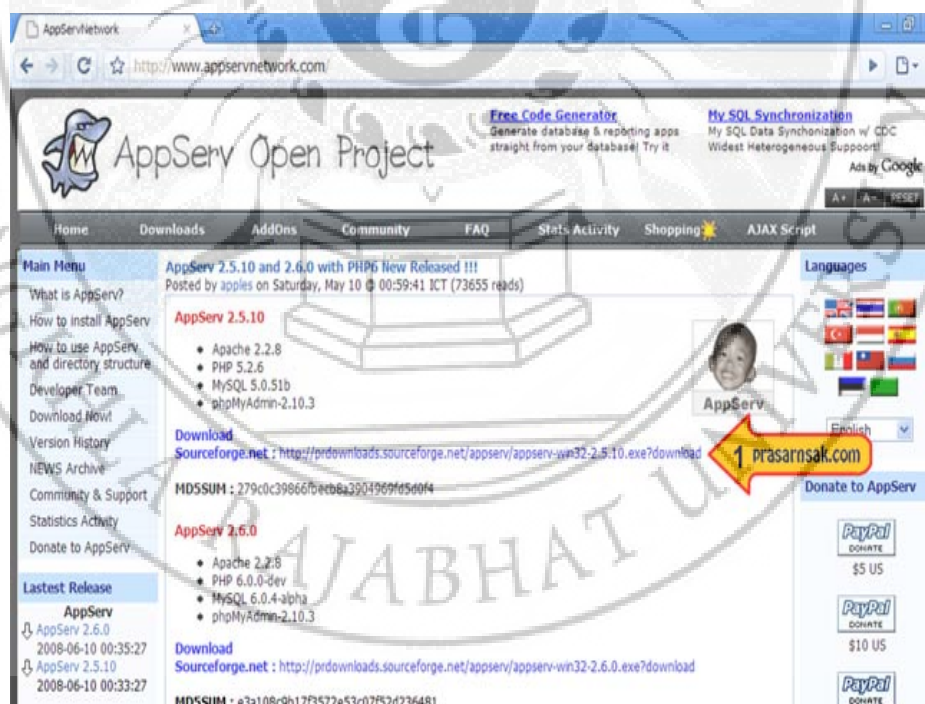 AppServNetwork
http://www.appservnetwork.com/
AppServ Open Project
Free Code Generator
Generate database & reporting apps
straight from your database! Try it
My SQL Synchronization
My SQL Data Synchronization w/ CDC
Widest Heterogeneous Suppoort!
Ads by Google
A+ A- RESET
Home Downloads AddOns Community FAQ Stats Activity Shopping AJAX Script
Main Menu
What is AppServ?
How to install AppServ
How to use AppServ
and directory structure
Developer Team
Download Now!
Version History
NEWS Archive
Community & Support
Statistics Activity
Donate to AppServ
Lastest Release
AppServ
AppServ 2.6.0
2008-06-10 00:35:27
AppServ 2.5.10
2008-06-10 00:33:27
AppServ 2.5.10 and 2.6.0 with PHP6 New Released !!!
Posted by apples on Saturday, May 10 @ 00:59:41 ICT (73655 reads)
AppServ 2.5.10
Apache 2.2.8
PHP 5.2.6
MySQL 5.0.51b
phpMyAdmin-2.10.3
AppServ
Download
Sourceforge.net : http://prdownloads.sourceforge.net/appserv/appserv-win32-2.5.10.exe?download
1 prasarnsak.com
MD5SUM : 279c0c39866fbecb8a3904969fd5d0f4
AppServ 2.6.0
Apache 2.2.8
PHP 6.0.0-dev
MySQL 6.0.4-alpha
phpMyAdmin-2.10.3
Download
Sourceforge.net : http://prdownloads.sourceforge.net/appserv/appserv-win32-2.6.0.exe?download
MD5SUM : e3a108c9b17f3572e53c07f52d236481
Languages
English
Donate to AppServ
PayPal
DONATE
$5 US
PayPal
DONATE
$10 US
PayPal
DONATE
RAJABHAT